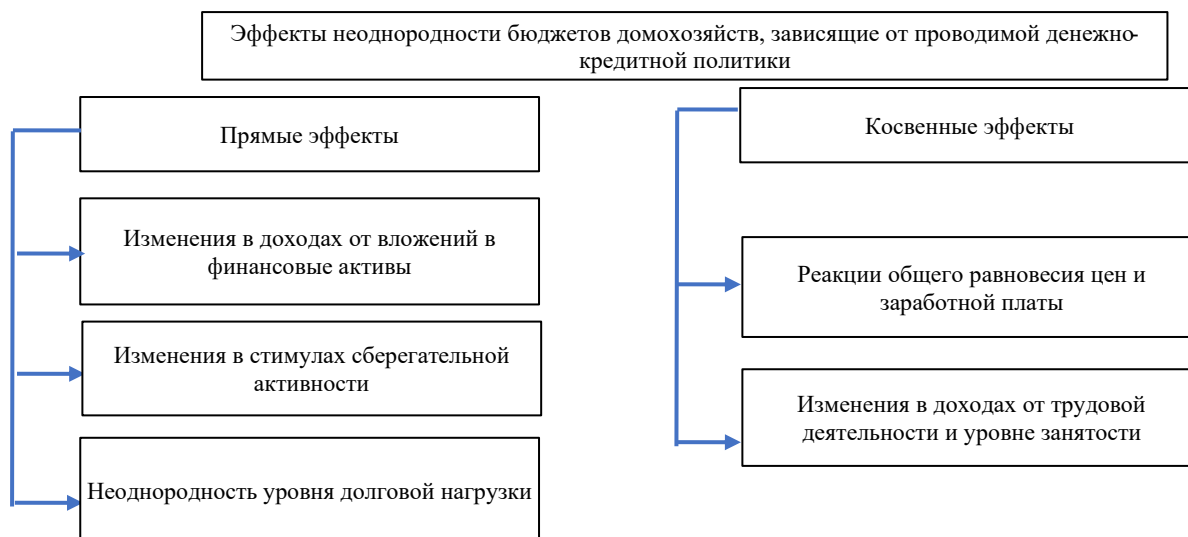 Эффекты неоднородности бюджетов домохозяйств, зависящие от проводимой денежно-
кредитной политики
Прямые эффекты
Изменения в доходах от вложений в
финансовые активы
Изменения в стимулах сберегательной
активности
Неоднородность уровня долговой нагрузки
Косвенные эффекты
Реакции общего равновесия цен и
заработной платы
Изменения в доходах от трудовой
деятельности и уровне занятости